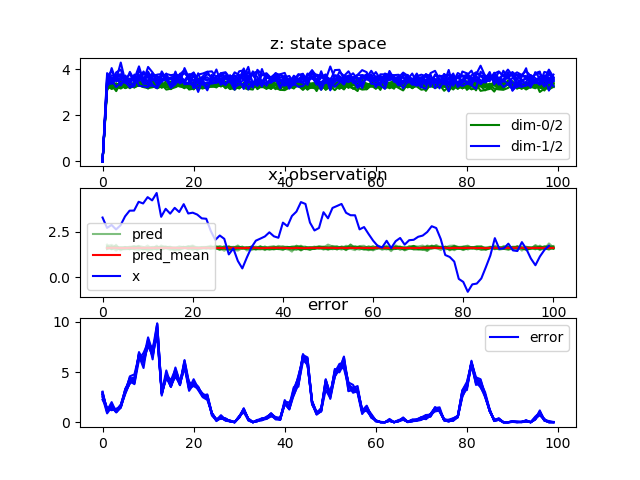 z: state space
4
2
0
dim-0/2
dim-1/2
0 20 40 60 80 100
x: observation
2.5
0.0
pred
pred_mean
x
0 20 40 60 80 100
error
10
5
0
error
0 20 40 60 80 100